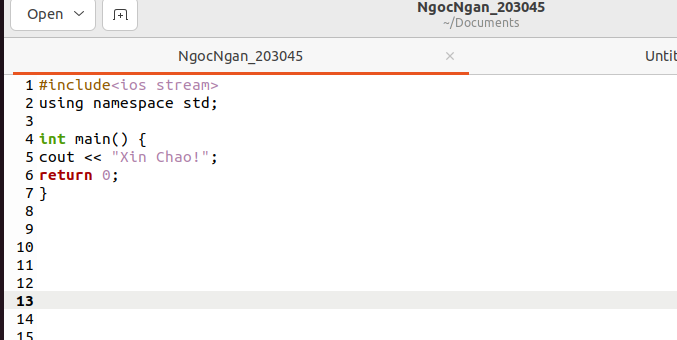 Open
NgocNgan_203045
~/Documents
NgocNgan_203045 ×
Untit
1 #include<ios stream>
2 using namespace std;
3
4 int main() {
5 cout << "Xin Chao!";
6 return 0;
7 }
8
9
10
11
12
13
14
15